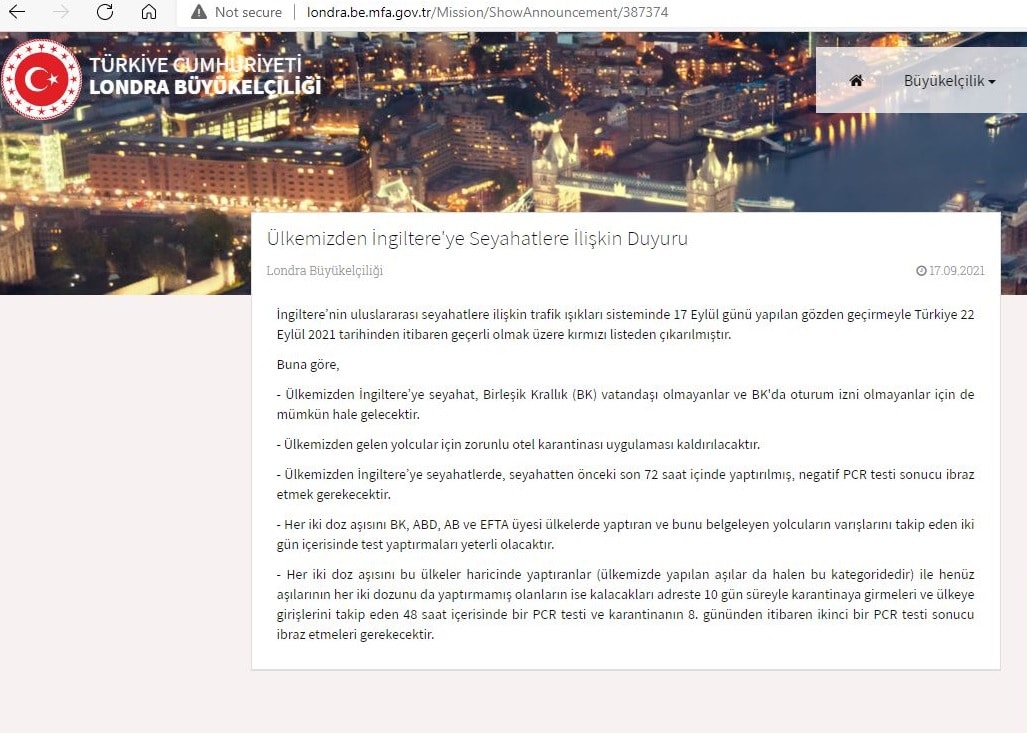 Not secure | londra.be.mfa.gov.tr/Mission/ShowAnnouncement/387374
TÜRKİYE CUMHURİYETİ
LONDRA BÜYÜKELÇİLİĞİ
Büyükelçilik
Ülkemizden İngiltere'ye Seyahatlere İlişkin Duyuru
Londra Büyükelçiliği
17.09.2021
İngiltere'nin uluslararası seyahatlere ilişkin trafik ışıkları sisteminde 17 Eylül günü yapılan gözden geçirmeyle Türkiye 22
Eylül 2021 tarihinden itibaren geçerli olmak üzere kırmızı listeden çıkarılmıştır.
Buna göre,
- Ülkemizden İngiltere'ye seyahat, Birleşik Krallık (BK) vatandaşı olmayanlar ve BK'da oturum izni olmayanlar için de
mümkün hale gelecektir.
- Ülkemizden gelen yolcular için zorunlu otel karantinası uygulaması kaldırılacaktır.
- Ülkemizden İngiltere'ye seyahatlerde, seyahatten önceki son 72 saat içinde yaptırılmış, negatif PCR testi sonucu ibraz
etmek gerekecektir.
- Her iki doz aşısını BK, ABD, AB ve EFTA üyesi ülkelerde yaptıran ve bunu belgeleyen yolcuların varışlarını takip eden iki
gün içerisinde test yaptırmaları yeterli olacaktır.
- Her iki doz aşısını bu ülkeler haricinde yaptıranlar (ülkemizde yapılan aşılar da halen bu kategoridedir) ile henüz
aşılarının her iki dozunu da yaptırmamış olanların ise kalacakları adreste 10 gün süreyle karantinaya girmeleri ve ülkeye
girişlerini takip eden 48 saat içerisinde bir PCR testi ve karantinanın 8. gününden itibaren ikinci bir PCR testi sonucu
ibraz etmeleri gerekecektir.